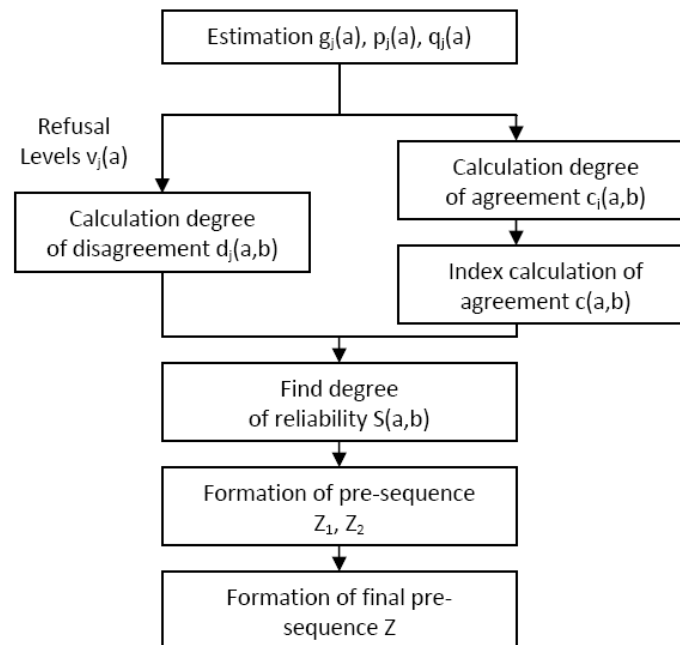 Estimation gⱼ(a), pⱼ(a), qⱼ(a)
Refusal
Levels vⱼ(a)
Calculation degree
of disagreement dⱼ(a,b)
Calculation degree
of agreement cᵢ(a,b)
Index calculation of
agreement c(a,b)
Find degree
of reliability S(a,b)
Formation of pre-sequence
Z₁, Z₂
Formation of final pre-
sequence Z